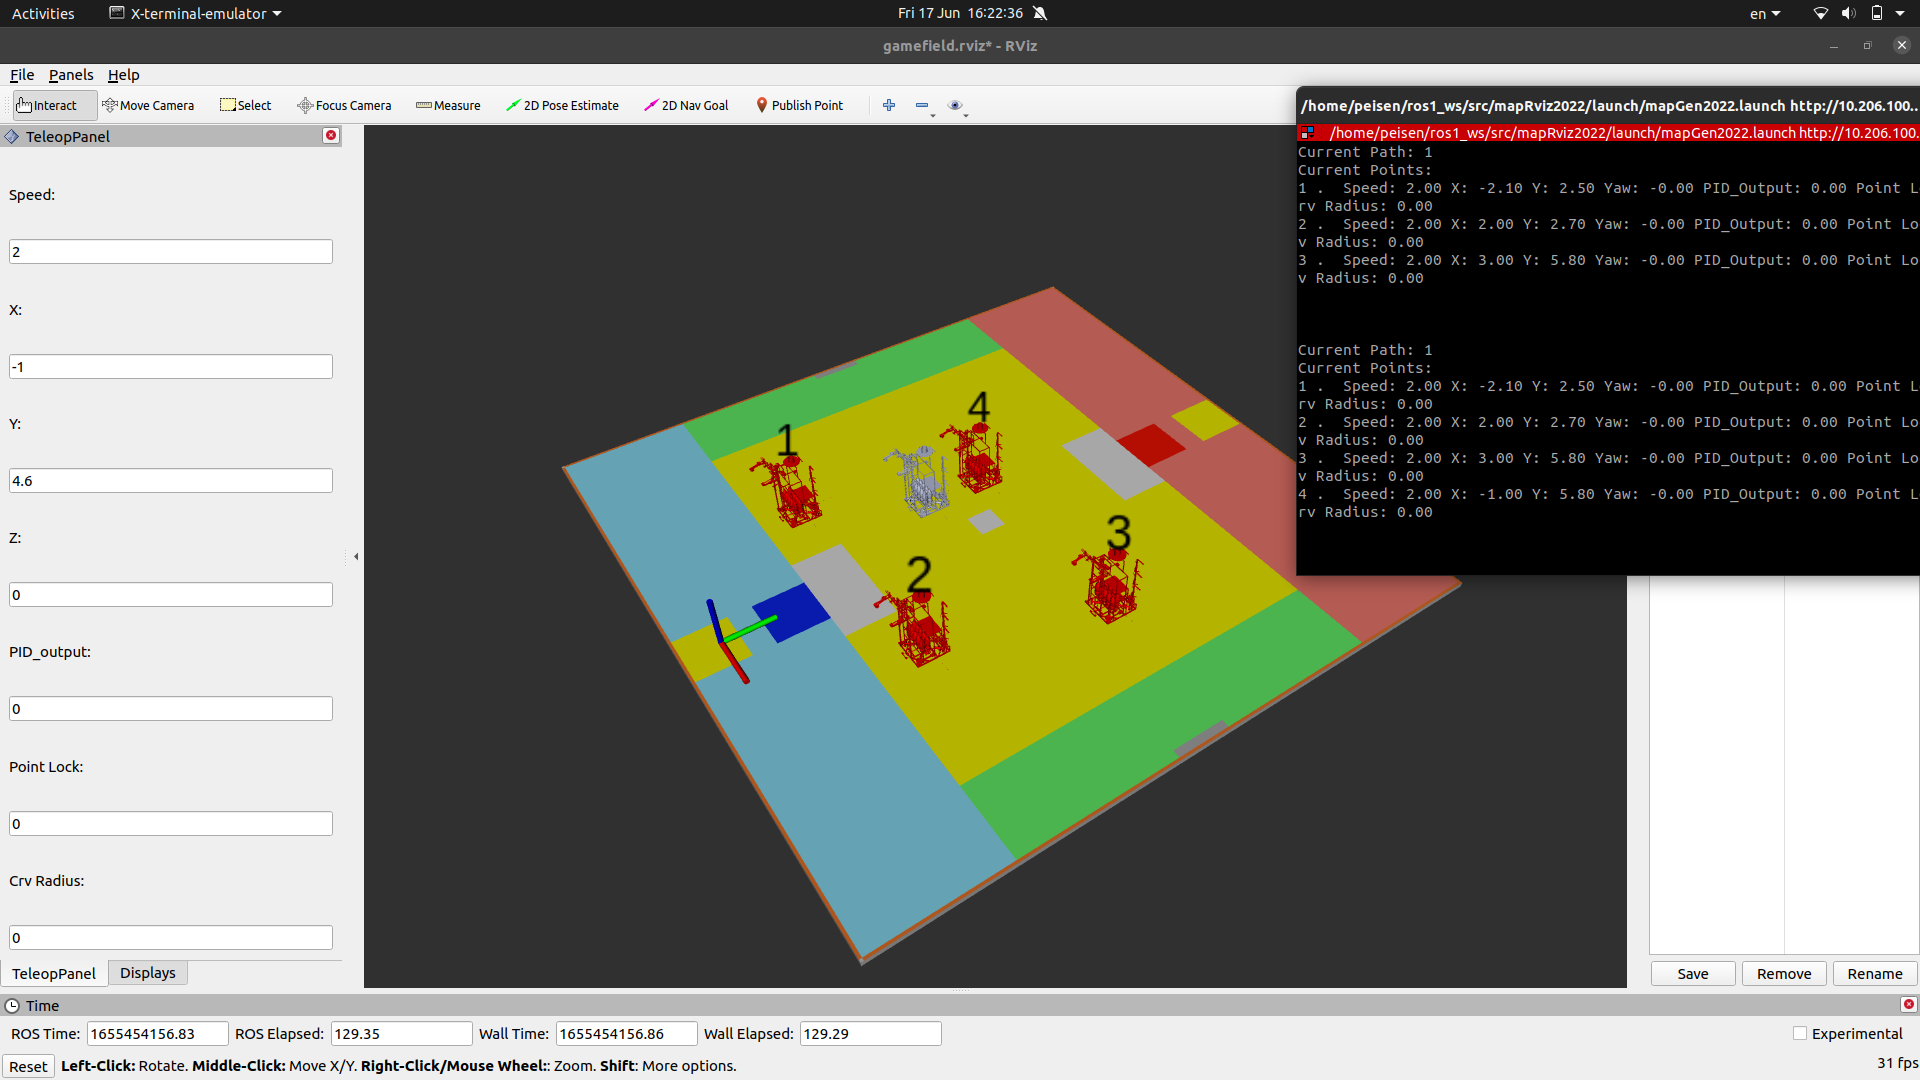 Activities X-terminal-emulator Fri 17 Jun 16:22:36 en
gamefield.rviz* - RViz
File Panels Help
Interact Move Camera Select Focus Camera Measure 2D Pose Estimate 2D Nav Goal Publish Point
TeleopPanel
Speed:
2
X:
-1
Y:
4.6
Z:
0
PID_output:
0
Point Lock:
0
Crv Radius:
0
TeleopPanel Displays
1
4
3
2
/home/peisen/ros1_ws/src/mapRviz2022/launch/mapGen2022.launch http://10.206.100..
/home/peisen/ros1_ws/src/mapRviz2022/launch/mapGen2022.launch http://10.206.100.
Current Path: 1
Current Points:
1 . Speed: 2.00 X: -2.10 Y: 2.50 Yaw: -0.00 PID_Output: 0.00 Point L
rv Radius: 0.00
2 . Speed: 2.00 X: 2.00 Y: 2.70 Yaw: -0.00 PID_Output: 0.00 Point Lo
v Radius: 0.00
3 . Speed: 2.00 X: 3.00 Y: 5.80 Yaw: -0.00 PID_Output: 0.00 Point Lo
v Radius: 0.00
Current Path: 1
Current Points:
1 . Speed: 2.00 X: -2.10 Y: 2.50 Yaw: -0.00 PID_Output: 0.00 Point L
rv Radius: 0.00
2 . Speed: 2.00 X: 2.00 Y: 2.70 Yaw: -0.00 PID_Output: 0.00 Point Lo
v Radius: 0.00
3 . Speed: 2.00 X: 3.00 Y: 5.80 Yaw: -0.00 PID_Output: 0.00 Point Lo
v Radius: 0.00
4 . Speed: 2.00 X: -1.00 Y: 5.80 Yaw: -0.00 PID_Output: 0.00 Point L
rv Radius: 0.00
Save Remove Rename
Time
ROS Time: 1655454156.83 ROS Elapsed: 129.35 Wall Time: 1655454156.86 Wall Elapsed: 129.29 Experimental
Reset Left-Click: Rotate. Middle-Click: Move X/Y. Right-Click/Mouse Wheel:: Zoom. Shift: More options. 31 fps